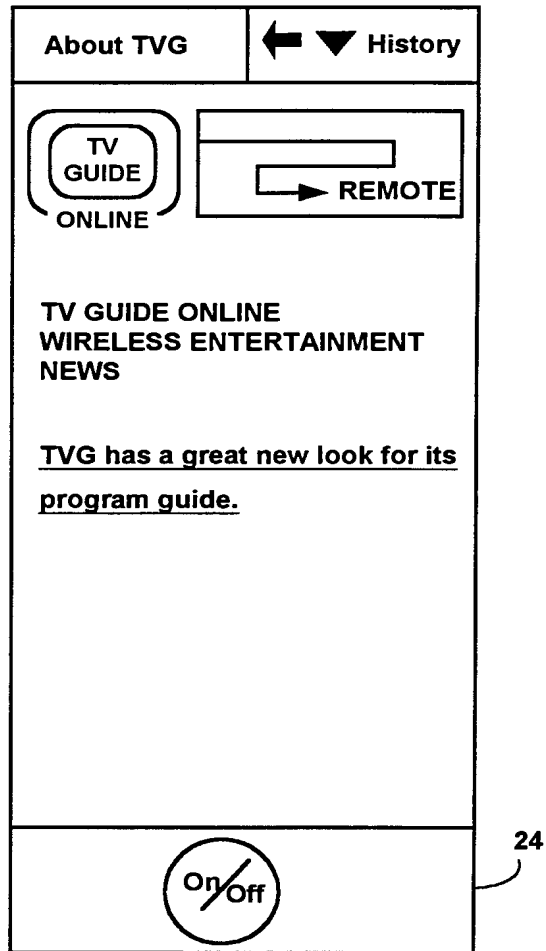 About TVG
History
TV
GUIDE
ONLINE
REMOTE
TV GUIDE ONLINE
WIRELESS ENTERTAINMENT
NEWS
TVG has a great new look for its
program guide.
On/Off
24